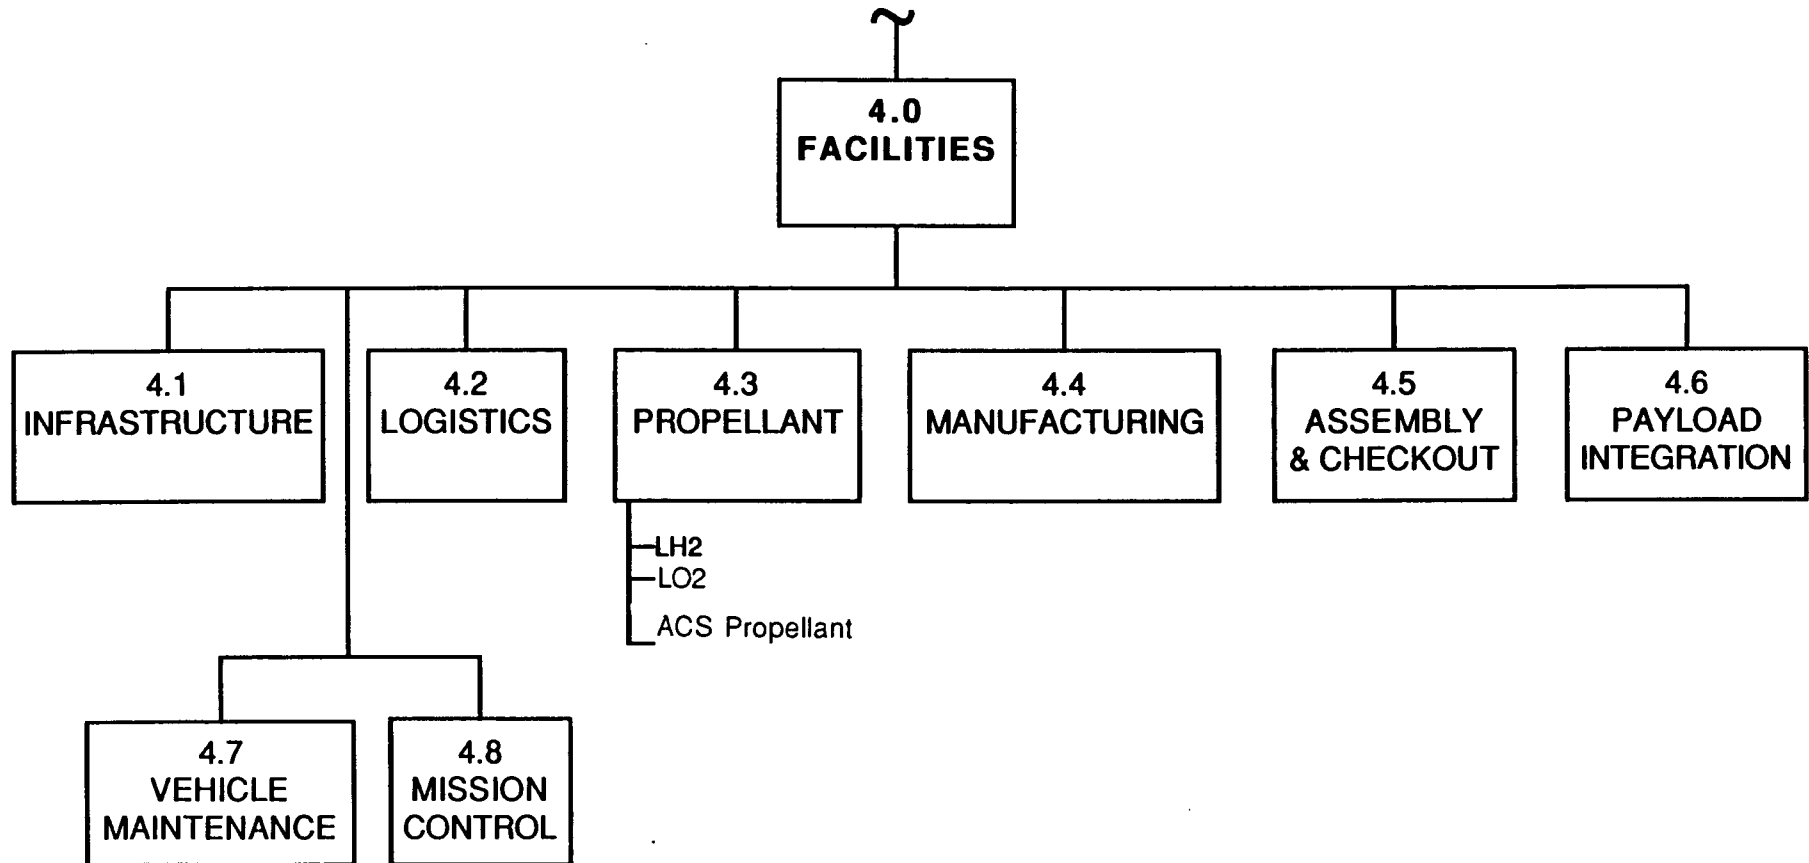 4.0
FACILITIES
4.1
INFRASTRUCTURE
4.2
LOGISTICS
4.3
PROPELLANT
4.4
MANUFACTURING
4.5
ASSEMBLY
& CHECKOUT
4.6
PAYLOAD
INTEGRATION
LH2
LO2
ACS Propellant
4.7
VEHICLE
MAINTENANCE
4.8
MISSION
CONTROL